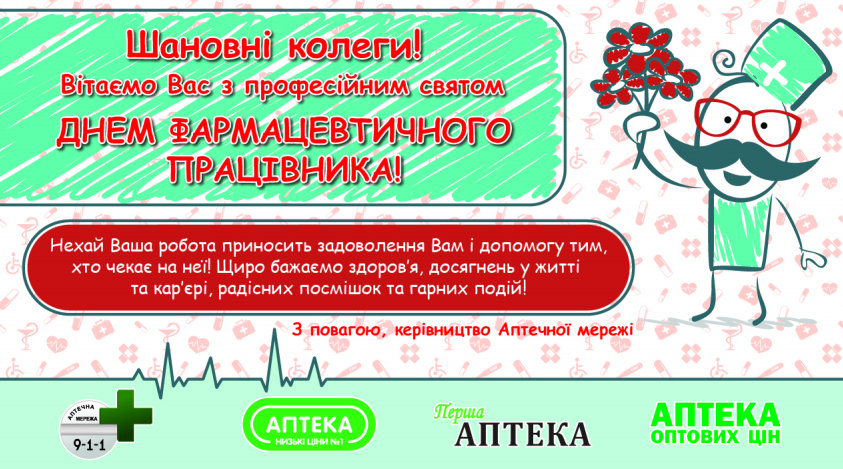 Шановні колеги!
Вітаємо Вас з професійним святом
ДНЕМ ФАРМАЦЕВТИЧНОГО
ПРАЦІВНИКА!
Нехай Ваша робота приносить задоволення Вам і допомогу тим,
хто чекає на неї! Щиро бажаємо здоров'я, досягнень у житті
та кар'єрі, радісних посмішок та гарних подій!
З повагою, керівництво Аптечної мережі
АПТЕЧНА
МЕРЕЖА
9-1-1
АПТЕКА
НИЗЬКІ ЦІНИ №1
Перша
АПТЕКА
АПТЕКА
ОПТОВИХ ЦІН